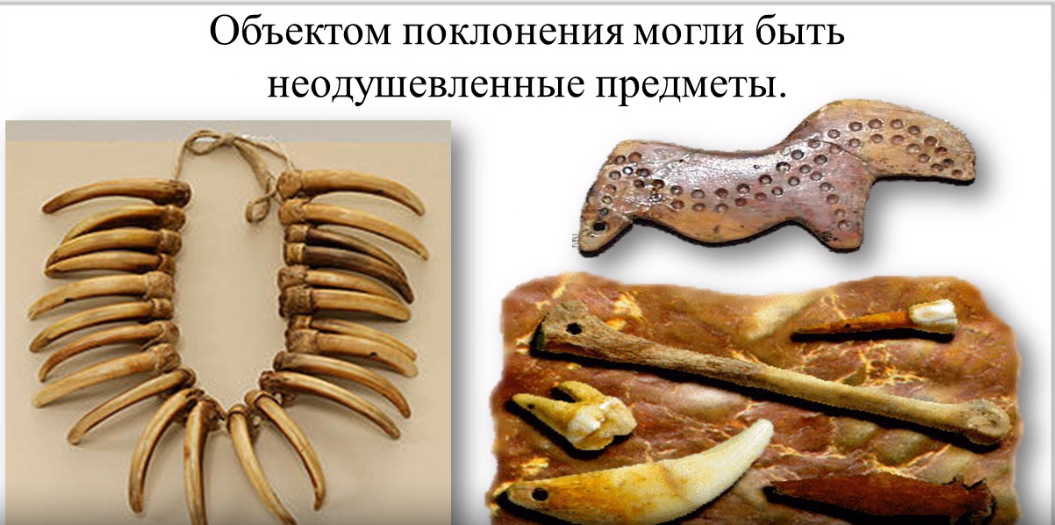 Объектом поклонения могли быть
неодушевленные предметы.